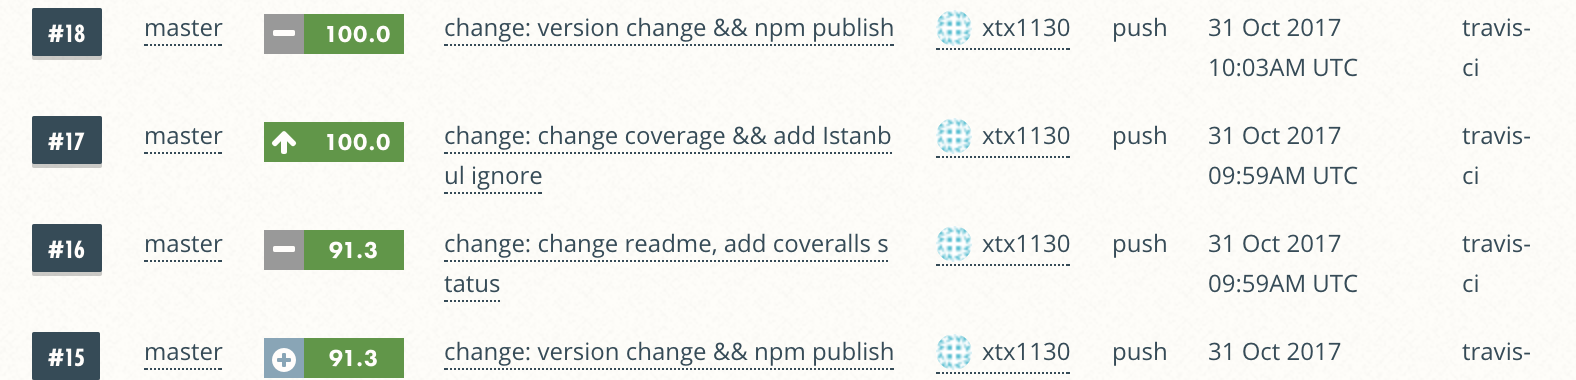 #18 master 100.0 change: version change && npm publish xtx1130 push 31 Oct 2017 travis-
10:03AM UTC ci
#17 master 100.0 change: change coverage && add Istanb xtx1130 push 31 Oct 2017 travis-
ul ignore 09:59AM UTC ci
#16 master 91.3 change: change readme, add coveralls s xtx1130 push 31 Oct 2017 travis-
tatus 09:59AM UTC ci
#15 master 91.3 change: version change && npm publish xtx1130 push 31 Oct 2017 travis-